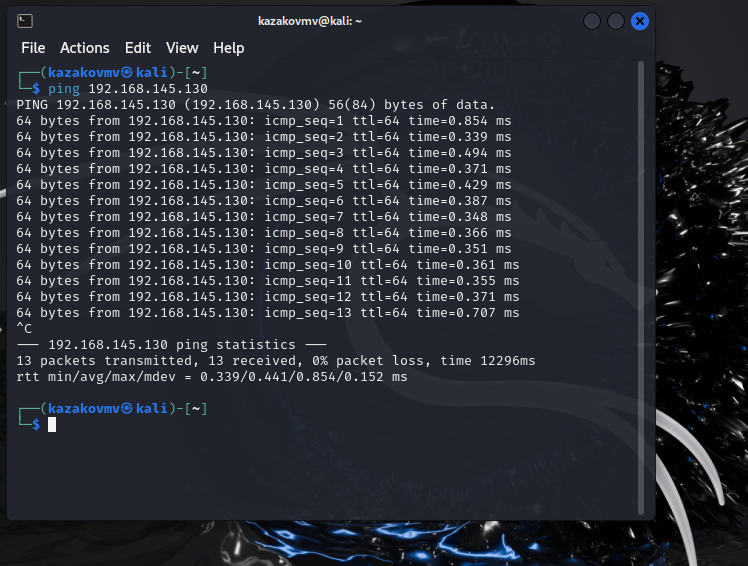 kazakovmv@kali: ~
File Actions Edit View Help
┌──(kazakovmv㉿kali)-[~]
└─$ ping 192.168.145.130
PING 192.168.145.130 (192.168.145.130) 56(84) bytes of data.
64 bytes from 192.168.145.130: icmp_seq=1 ttl=64 time=0.854 ms
64 bytes from 192.168.145.130: icmp_seq=2 ttl=64 time=0.339 ms
64 bytes from 192.168.145.130: icmp_seq=3 ttl=64 time=0.494 ms
64 bytes from 192.168.145.130: icmp_seq=4 ttl=64 time=0.371 ms
64 bytes from 192.168.145.130: icmp_seq=5 ttl=64 time=0.429 ms
64 bytes from 192.168.145.130: icmp_seq=6 ttl=64 time=0.387 ms
64 bytes from 192.168.145.130: icmp_seq=7 ttl=64 time=0.348 ms
64 bytes from 192.168.145.130: icmp_seq=8 ttl=64 time=0.366 ms
64 bytes from 192.168.145.130: icmp_seq=9 ttl=64 time=0.351 ms
64 bytes from 192.168.145.130: icmp_seq=10 ttl=64 time=0.361 ms
64 bytes from 192.168.145.130: icmp_seq=11 ttl=64 time=0.355 ms
64 bytes from 192.168.145.130: icmp_seq=12 ttl=64 time=0.371 ms
64 bytes from 192.168.145.130: icmp_seq=13 ttl=64 time=0.707 ms
^C
--- 192.168.145.130 ping statistics ---
13 packets transmitted, 13 received, 0% packet loss, time 12296ms
rtt min/avg/max/mdev = 0.339/0.441/0.854/0.152 ms
┌──(kazakovmv㉿kali)-[~]
└─$